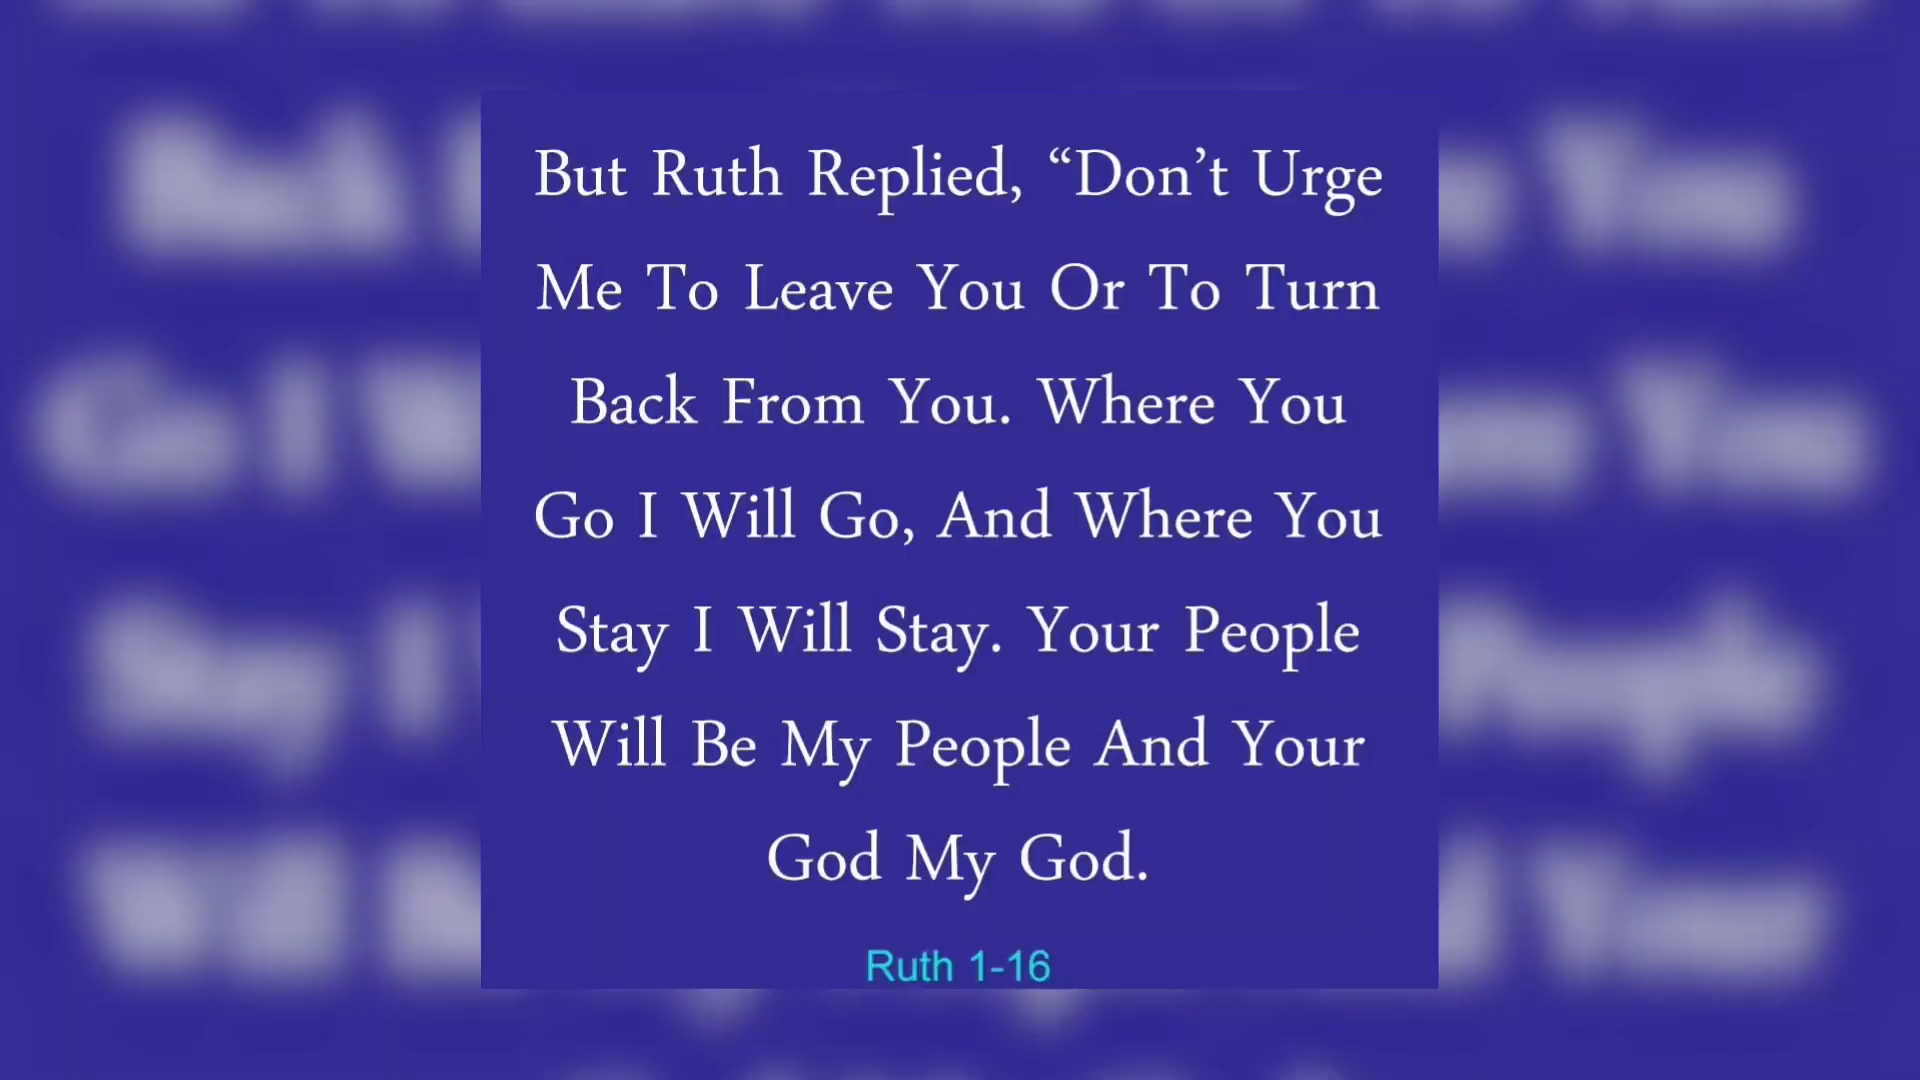 But Ruth Replied, “Don’t Urge
Me To Leave You Or To Turn
Back From You. Where You
Go I Will Go, And Where You
Stay I Will Stay. Your People
Will Be My People And Your
God My God.
Ruth 1-16